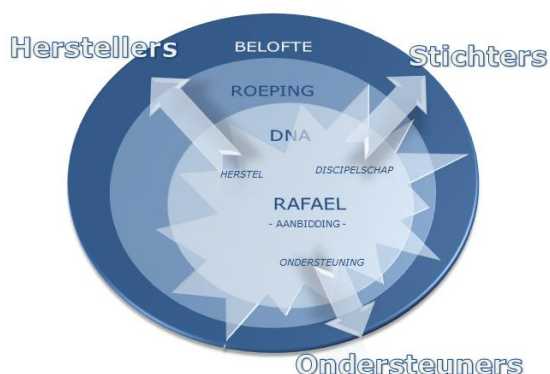 Herstellers
BELOFTE
Stichters
ROEPING
DNA
HERSTEL
DISCIPELSCHAP
RAFAEL
- AANBIDDING -
ONDERSTEUNING
Ondersteuners